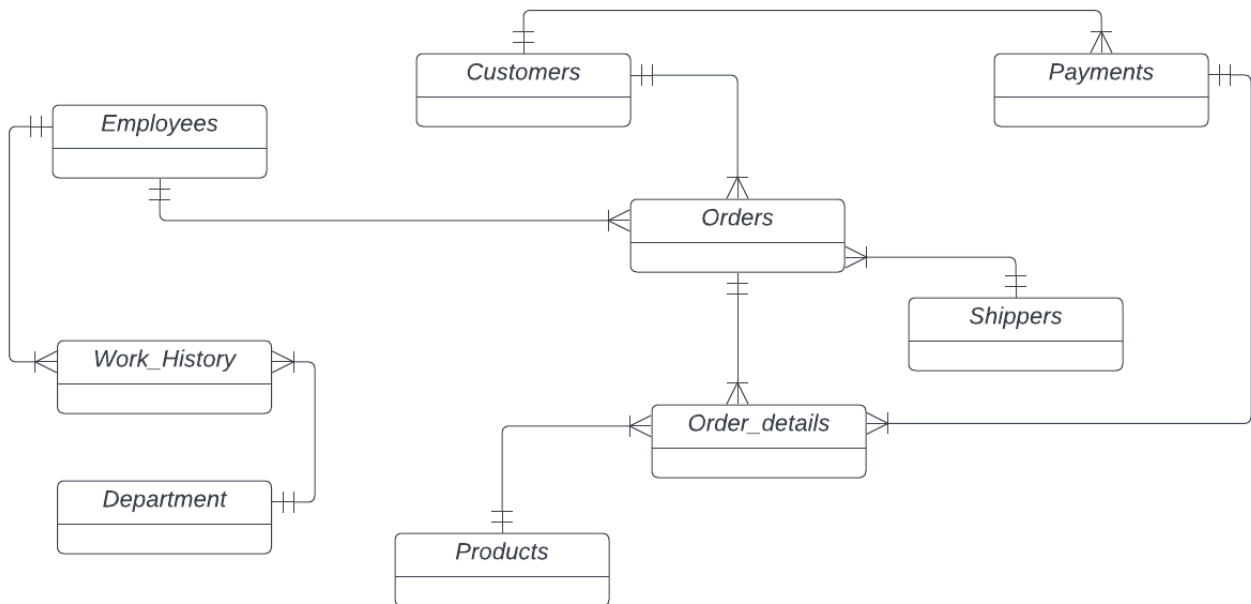 Customers
Payments
Employees
Orders
Shippers
Work_History
Order_details
Department
Products